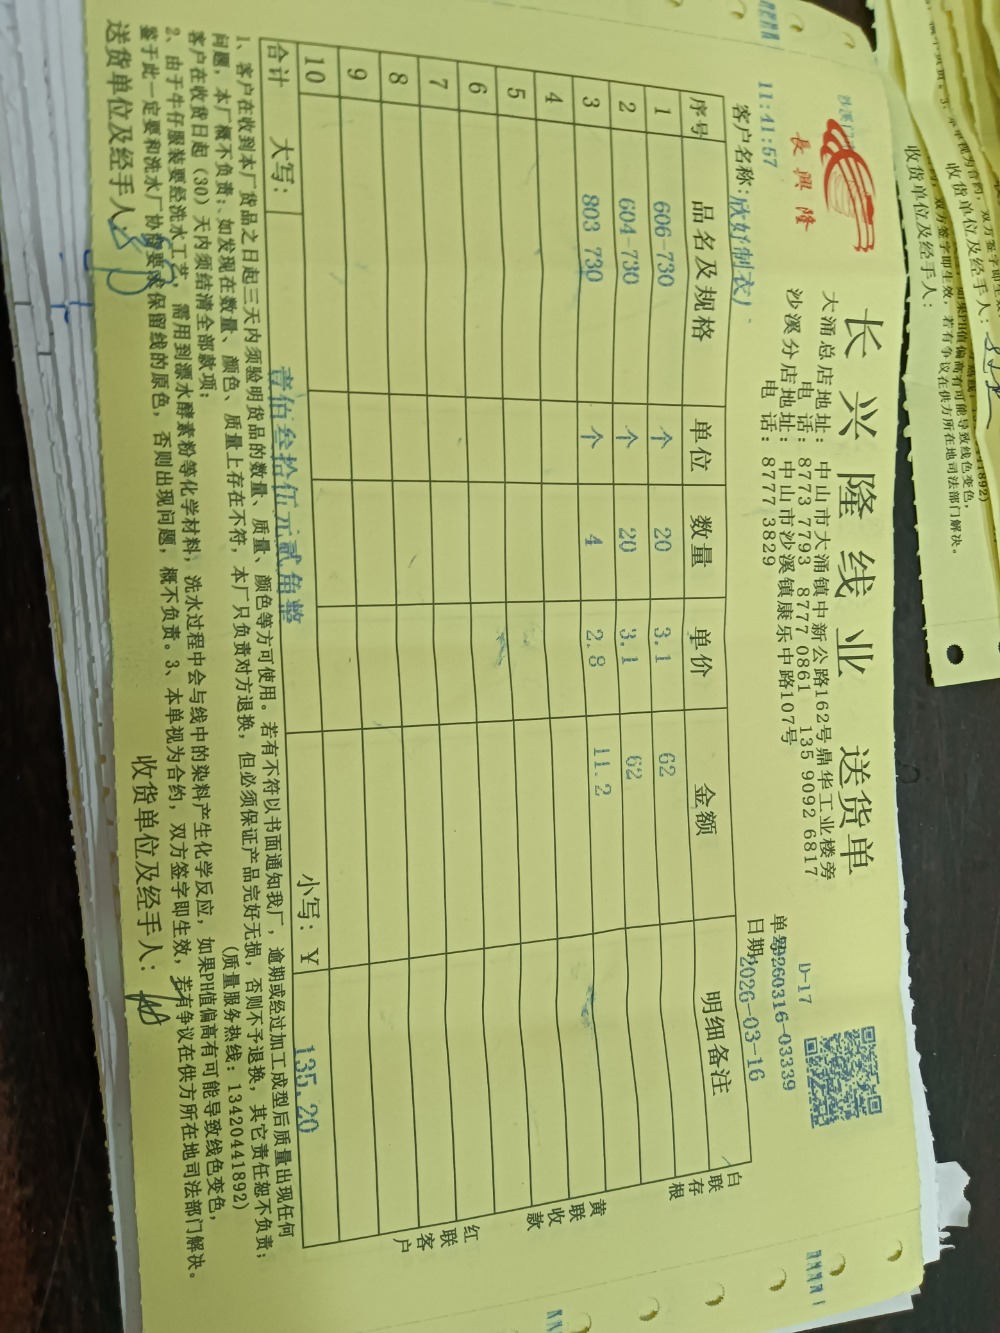 長興隆
长兴隆线业 送货单
大涌总店地址：中山市大涌镇中新公路162号鼎华工业楼旁
电话：8773 7793 8777 0861 135 9092 6817
沙溪分店地址：中山市沙溪镇康乐中路107号
电话：8777 3829
D-17
单号:20260316-03339
11:41:57
客户名称:欣好制衣厂
日期:2026-03-16
序号 品名及规格 单位 数量 单价 金额 明细备注
1 606-730 个 20 3.1 62
2 604-730 个 20 3.1 62
3 803 730 个 4 2.8 11.2
4
5
6
7
8
9
10
合计 大写： 壹佰叁拾伍元贰角整 小写：￥ 135.20
白联存根
黄联收款
红联客户
1、客户在收到本厂货品之日起三天内须验明货品的数量、质量、颜色等方可使用。若有不符以书面通知我厂，逾期或经过加工成型后质量出现任何
问题，本厂概不负责；如发现在数量、颜色、质量上存在不符，本厂只负责对方退换，但必须保证产品完好无损，否则不予退换，其它责任恕不负责；
客户在收货日起（30）天内须结清全部款项； （质量服务热线：13420441892）
2、由于牛仔服装要经洗水工艺，需用到漂水酵素粉等化学材料，洗水过程中会与线中的染料产生化学反应，如果PH值偏高有可能导致线色变色，
鉴于此一定要和洗水厂协商要求保留线的原色，否则出现问题，概不负责。3、本单视为合约，双方签字即生效，若有争议在供方所在地司法部门解决。
送货单位及经手人：
收货单位及经手人：
收货单位及经手人：
收货单位及经手人：